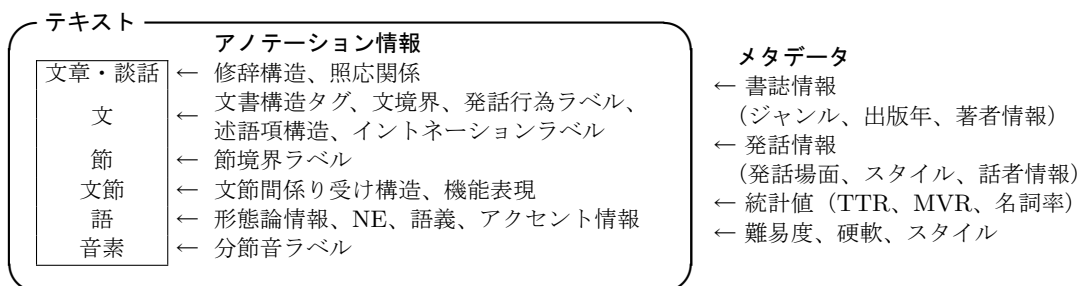 テキスト
アノテーション情報
文章・談話 ← 修辞構造、照応関係
文 ← 文書構造タグ、文境界、発話行為ラベル、
述語項構造、イントネーションラベル
節 ← 節境界ラベル
文節 ← 文節間係り受け構造、機能表現
語 ← 形態論情報、NE、語義、アクセント情報
音素 ← 分節音ラベル
メタデータ
← 書誌情報
(ジャンル、出版年、著者情報)
← 発話情報
(発話場面、スタイル、話者情報)
← 統計値(TTR、MVR、名詞率)
← 難易度、硬軟、スタイル